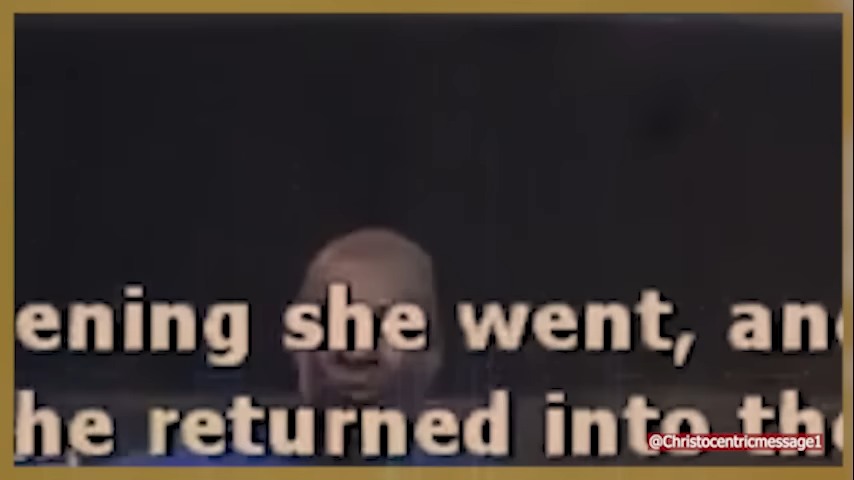 ening she went, and
he returned into the
@Christocentricmessage1